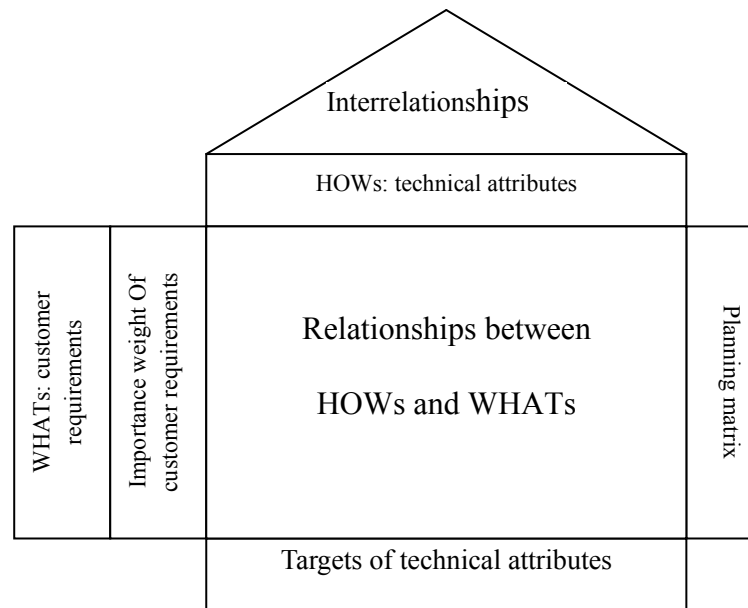 Interrelationships
HOWs: technical attributes
WHATs: customer
requirements
Importance weight Of
customer requirements
Relationships between
HOWs and WHATs
Planning matrix
Targets of technical attributes